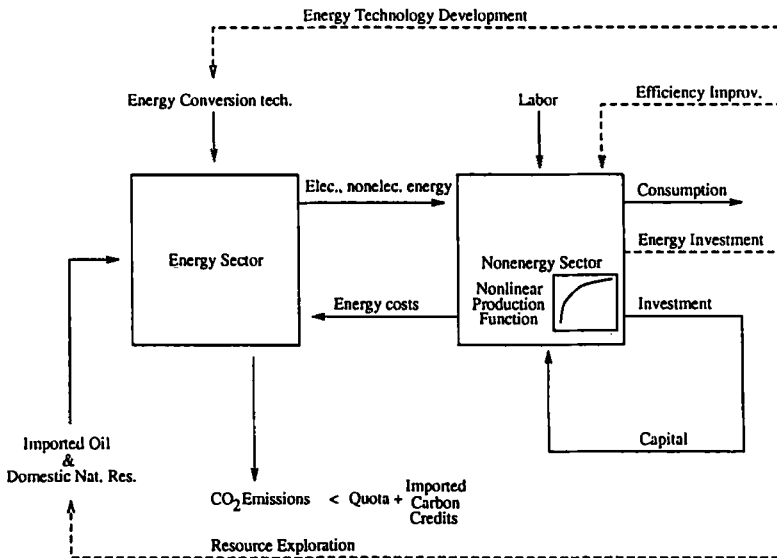 Energy Technology Development
Energy Conversion tech.
Labor
Efficiency Improv.
Elec., nonelec. energy
Consumption
Energy Sector
Energy Investment
Nonenergy Sector
Nonlinear
Production
Function
Energy costs
Investment
Capital
Imported Oil
&
Domestic Nat. Res.
CO2 Emissions < Quota + Imported
Carbon
Credits
Resource Exploration